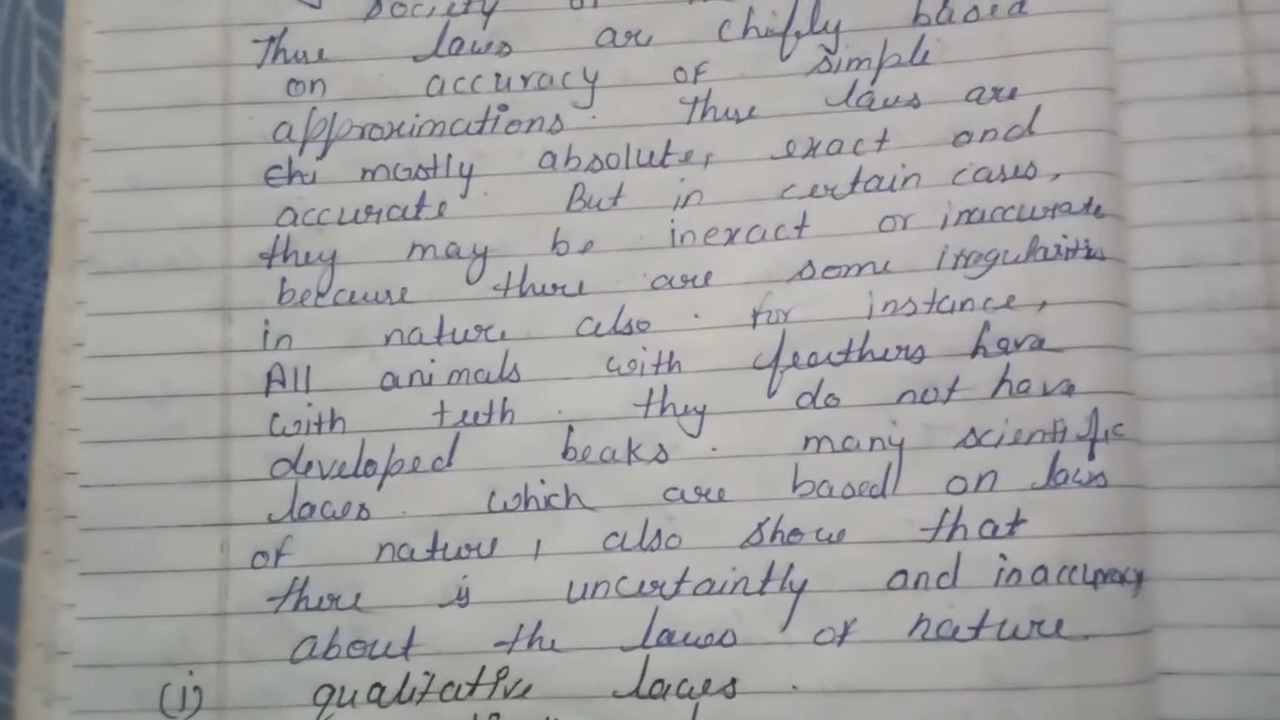 society
These laws are chifly based
on accuracy of simple
approximations. These laws are
mostly absolute, exact and
accurate. But in certain cases,
they may be inexact or inaccurate
because there are some irregularities
in nature also. for instance,
All animals with feathers have
with teeth. they do not have
developed beaks. many scientific
laws. which are based on laws
of nature, also show that
there is uncertaintly and inaccuracy
about the laws of nature
(i) qualitative laws.